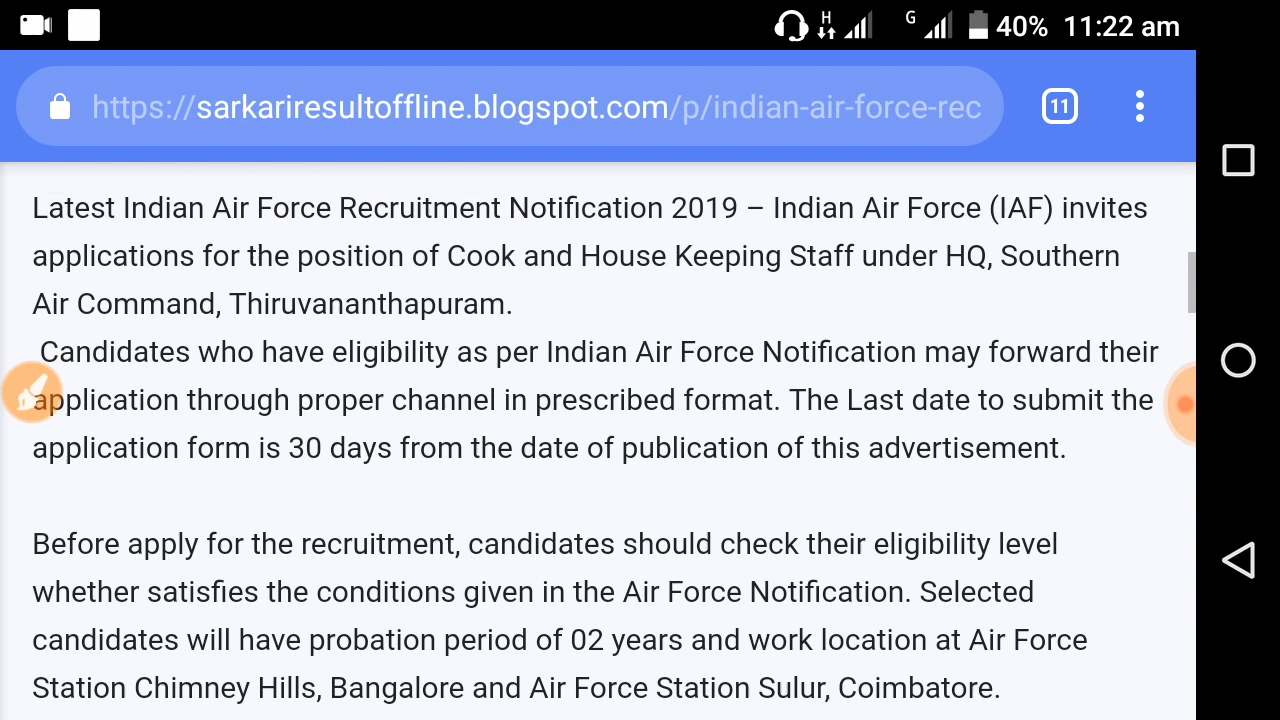 H G 40% 11:22 am
https://sarkariresultoffline.blogspot.com/p/indian-air-force-rec 11
Latest Indian Air Force Recruitment Notification 2019 – Indian Air Force (IAF) invites
applications for the position of Cook and House Keeping Staff under HQ, Southern
Air Command, Thiruvananthapuram.
Candidates who have eligibility as per Indian Air Force Notification may forward their
application through proper channel in prescribed format. The Last date to submit the
application form is 30 days from the date of publication of this advertisement.
Before apply for the recruitment, candidates should check their eligibility level
whether satisfies the conditions given in the Air Force Notification. Selected
candidates will have probation period of 02 years and work location at Air Force
Station Chimney Hills, Bangalore and Air Force Station Sulur, Coimbatore.